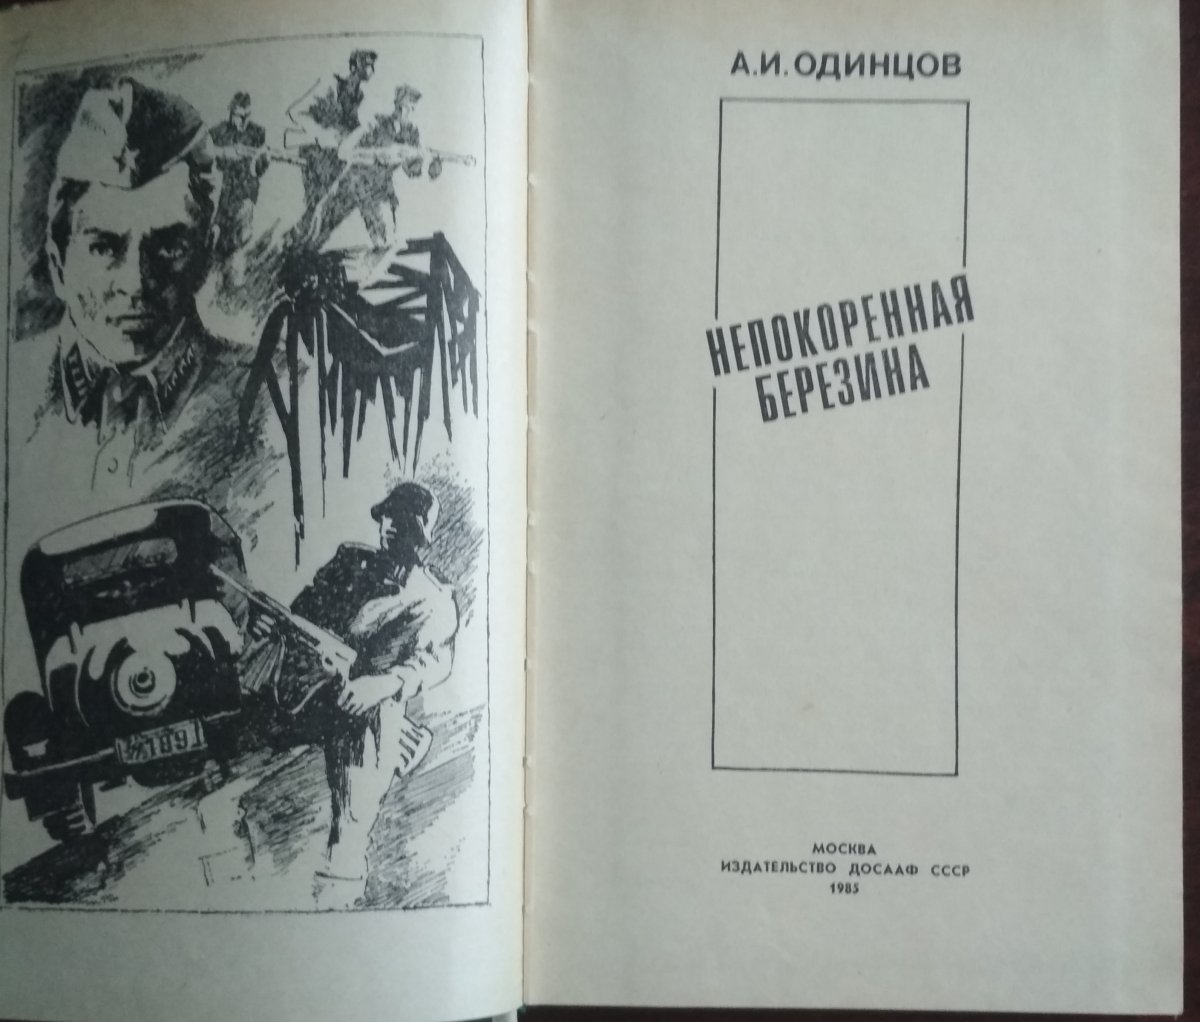 А.И. ОДИНЦОВ
НЕПОКОРЕННАЯ
БЕРЕЗИНА
МОСКВА
ИЗДАТЕЛЬСТВО ДОСААФ СССР
1985